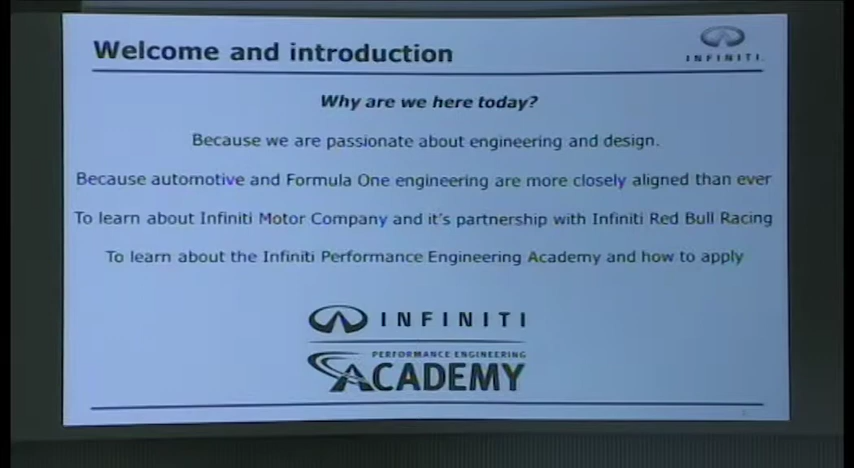 Welcome and introduction
INFINITI
Why are we here today?
Because we are passionate about engineering and design.
Because automotive and Formula One engineering are more closely aligned than ever
To learn about Infiniti Motor Company and it's partnership with Infiniti Red Bull Racing
To learn about the Infiniti Performance Engineering Academy and how to apply
INFINITI
PERFORMANCE ENGINEERING
ACADEMY